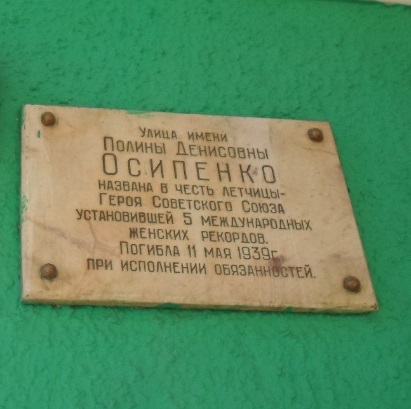 Улица имени
Полины Денисовны
Осипенко
названа в честь летчицы-
Героя Советского Союза
установившей 5 международных
женских рекордов.
Погибла 11 мая 1939г.
при исполнении обязанностей.